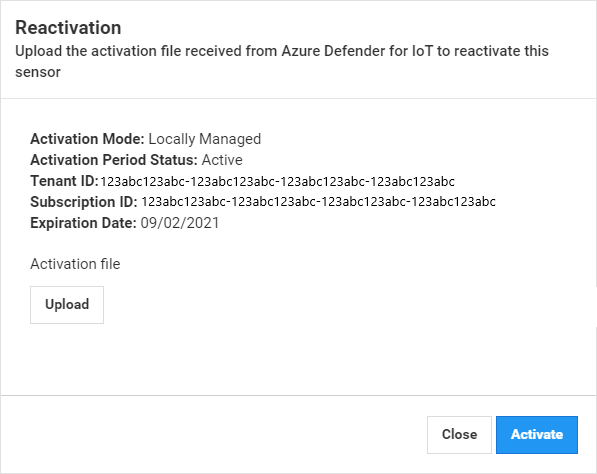 Reactivation
Upload the activation file received from Azure Defender for IoT to reactivate this
sensor
Activation Mode: Locally Managed
Activation Period Status: Active
Tenant ID: 123abc123abc-123abc123abc-123abc123abc-123abc123abc
Subscription ID: 123abc123abc-123abc123abc-123abc123abc-123abc123abc
Expiration Date: 09/02/2021
Activation file
Upload
Close Activate